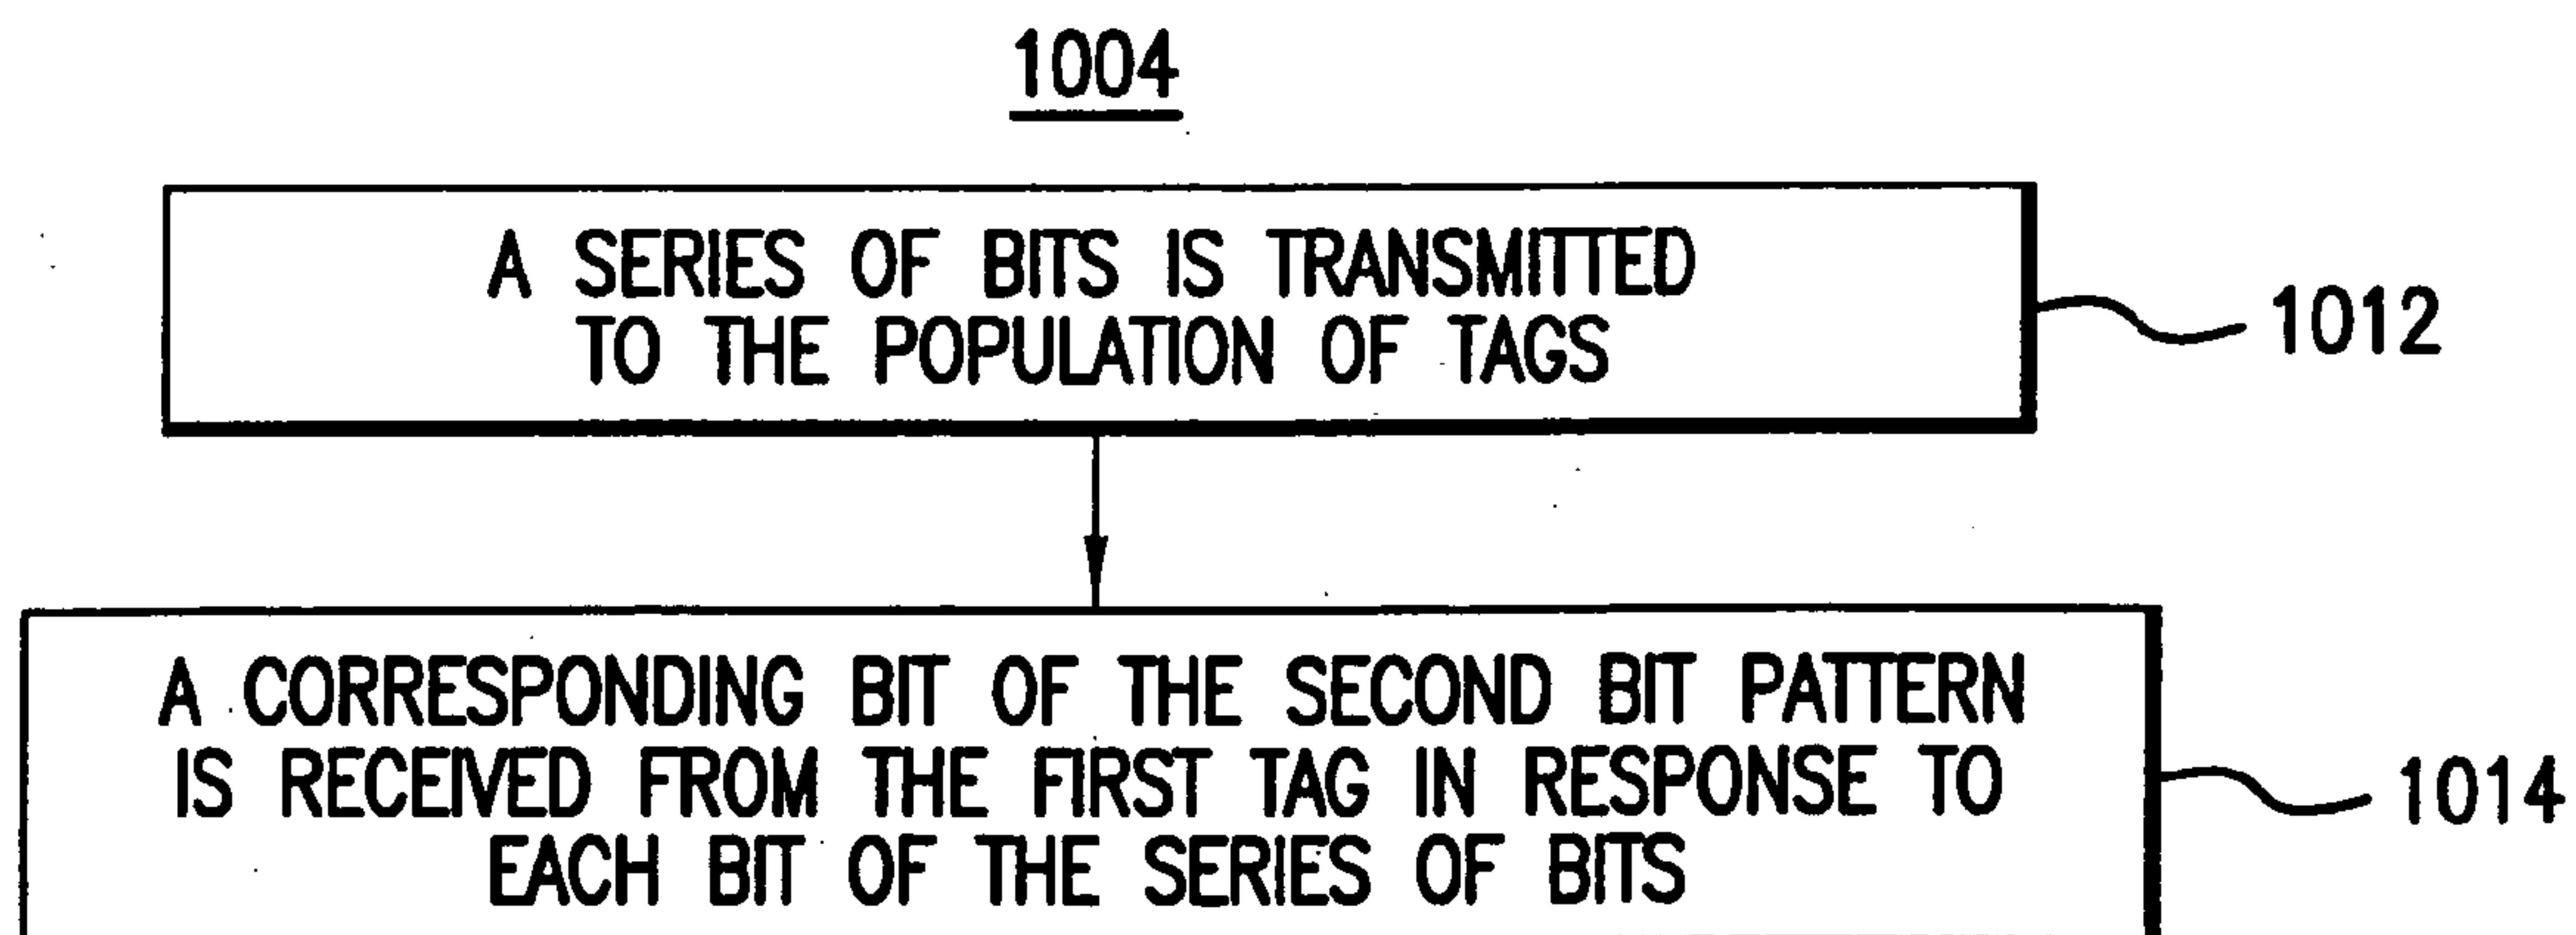 1004
A SERIES OF BITS IS TRANSMITTED
TO THE POPULATION OF TAGS
1012
A CORRESPONDING BIT OF THE SECOND BIT PATTERN
IS RECEIVED FROM THE FIRST TAG IN RESPONSE TO
EACH BIT OF THE SERIES OF BITS
1014